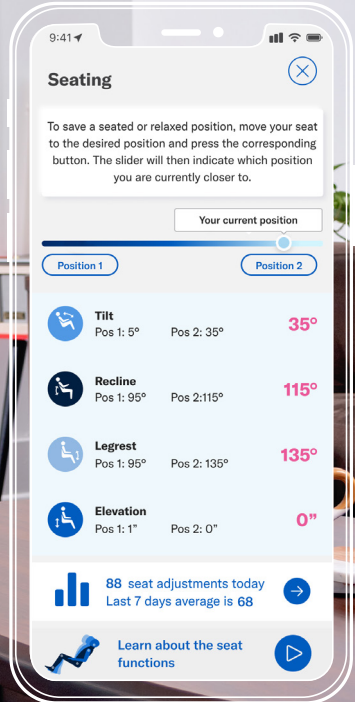 9:41
Seating
To save a seated or relaxed position, move your seat
to the desired position and press the corresponding
button. The slider will then indicate which position
you are currently closer to.
Your current position
Position 1 Position 2
Tilt
Pos 1: 5° Pos 2: 35° 35°
Recline
Pos 1: 95° Pos 2:115° 115°
Legrest
Pos 1: 95° Pos 2: 135° 135°
Elevation
Pos 1: 1” Pos 2: 0” 0”
88 seat adjustments today
Last 7 days average is 68
Learn about the seat
functions